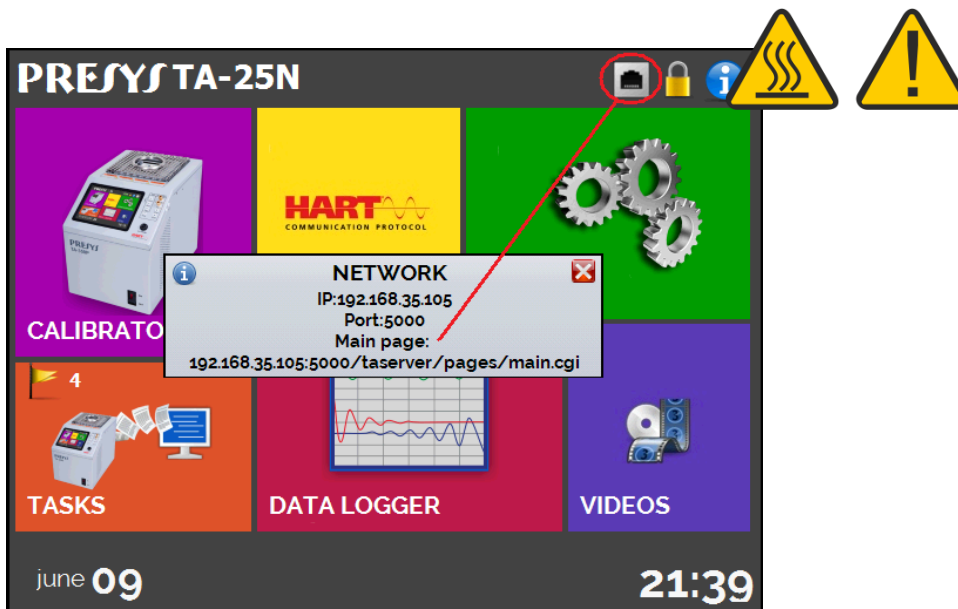 PRESYS TA-25N
HART
COMMUNICATION PROTOCOL
PRESYS
NETWORK
IP:192.168.35.105
Port:5000
Main page:
192.168.35.105:5000/taserver/pages/main.cgi
CALIBRATO
4
TASKS
DATA LOGGER
VIDEOS
june 09
21:39